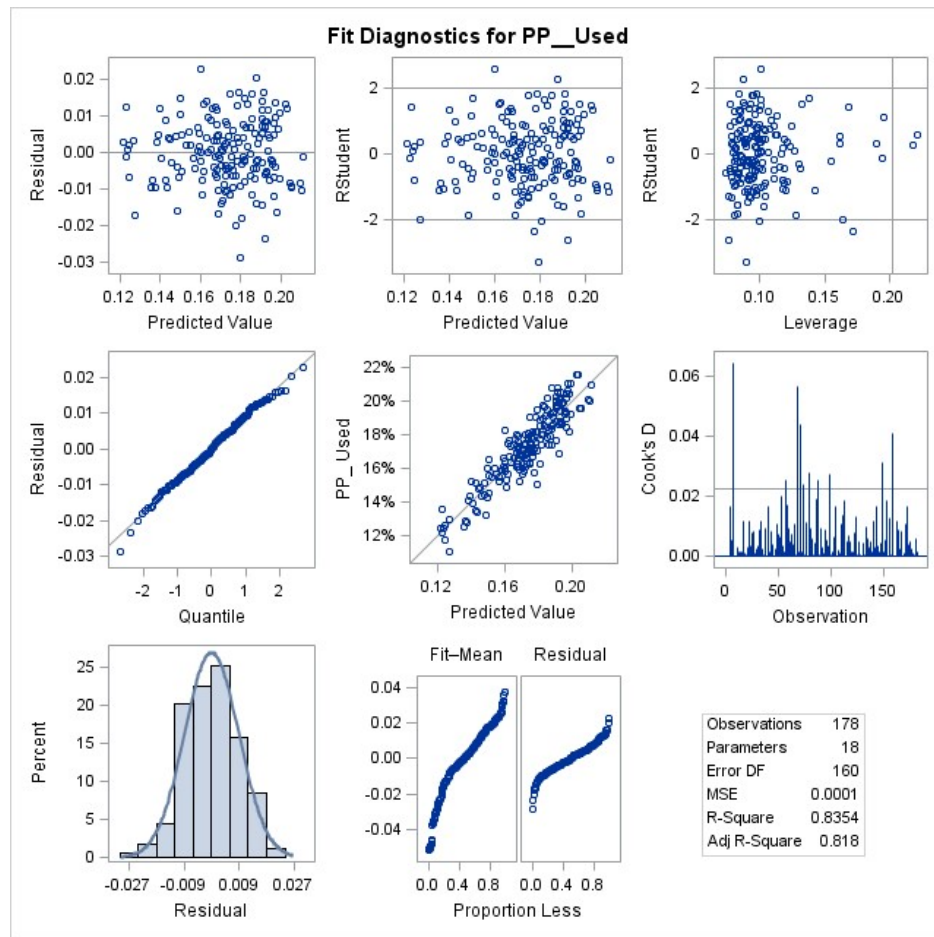 Fit Diagnostics for PP__Used
0.02
0.01
0.00
-0.01
-0.02
-0.03
Residual
0.12 0.14 0.16 0.18 0.20
Predicted Value
2
0
-2
RStudent
0.12 0.14 0.16 0.18 0.20
Predicted Value
2
0
-2
RStudent
0.10 0.15 0.20
Leverage
0.02
0.01
0.00
-0.01
-0.02
-0.03
Residual
-2 -1 0 1 2
Quantile
22%
20%
18%
16%
14%
12%
PP__Used
0.12 0.16 0.20
Predicted Value
0.06
0.04
0.02
0.00
Cook's D
0 50 100 150
Observation
25
20
15
10
5
0
Percent
-0.027 -0.009 0.009 0.027
Residual
Fit–Mean Residual
0.04
0.02
0.00
-0.02
-0.04
0.0 0.4 0.8 0.0 0.4 0.8
Proportion Less
Observations 178
Parameters 18
Error DF 160
MSE 0.0001
R-Square 0.8354
Adj R-Square 0.818